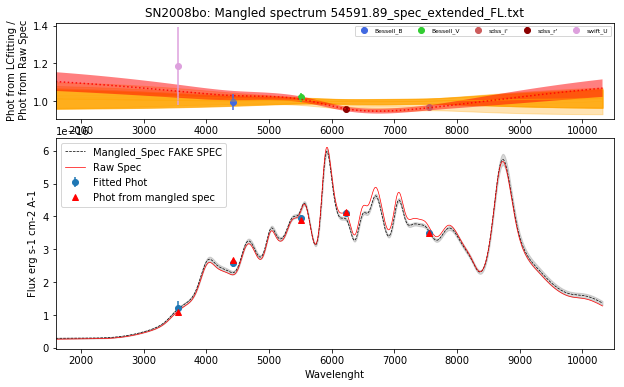 SN2008bo: Mangled spectrum 54591.89_spec_extended_FL.txt
Phot from LCfitting /
Phot from Raw Spec
1.4
1.2
1.0
Bessell_B
Bessell_V
sdss_i'
sdss_r'
swift_U
2000 3000 4000 5000 6000 7000 8000 9000 10000
1e-16
Flux erg s-1 cm-2 A-1
6
5
4
3
2
1
0
Mangled_Spec FAKE SPEC
Raw Spec
Fitted Phot
Phot from mangled spec
2000 3000 4000 5000 6000 7000 8000 9000 10000
Wavelenght